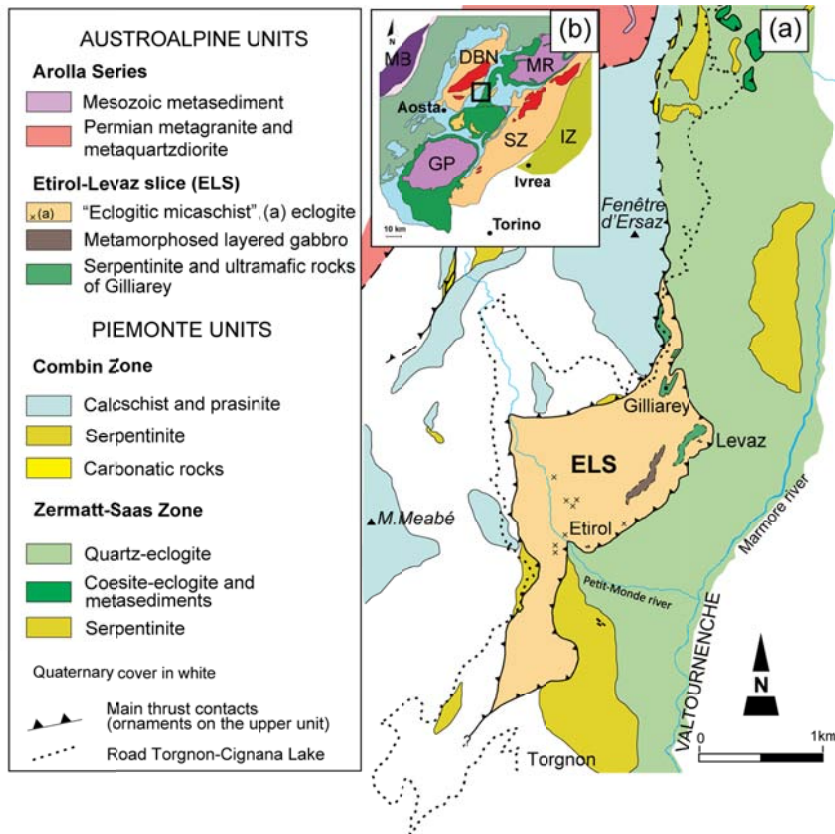 AUSTROALPINE UNITS
Arolla Series
Mesozoic metasediment
Permian metagranite and
metaquartzdiorite
Etirol-Levaz slice (ELS)
×(a)
"Eclogitic micaschist", (a) eclogite
Metamorphosed layered gabbro
Serpentinite and ultramafic rocks
of Gilliarey
PIEMONTE UNITS
Combin Zone
Calcschist and prasinite
Serpentinite
Carbonatic rocks
Zermatt-Saas Zone
Quartz-eclogite
Coesite-eclogite and
metasediments
Serpentinite
Quaternary cover in white
Main thrust contacts
(ornaments on the upper unit)
Road Torgnon-Cignana Lake
(b)
N
MB
DBN
MR
Aosta
SZ
IZ
GP
Ivrea
Torino
10 km
(a)
Fenêtre
d'Ersaz
Gilliarey
Levaz
ELS
M.Meabé
Etirol
Marmore river
Petit-Monde river
VALTOURNENCHE
N
?
Torgnon
0
1km